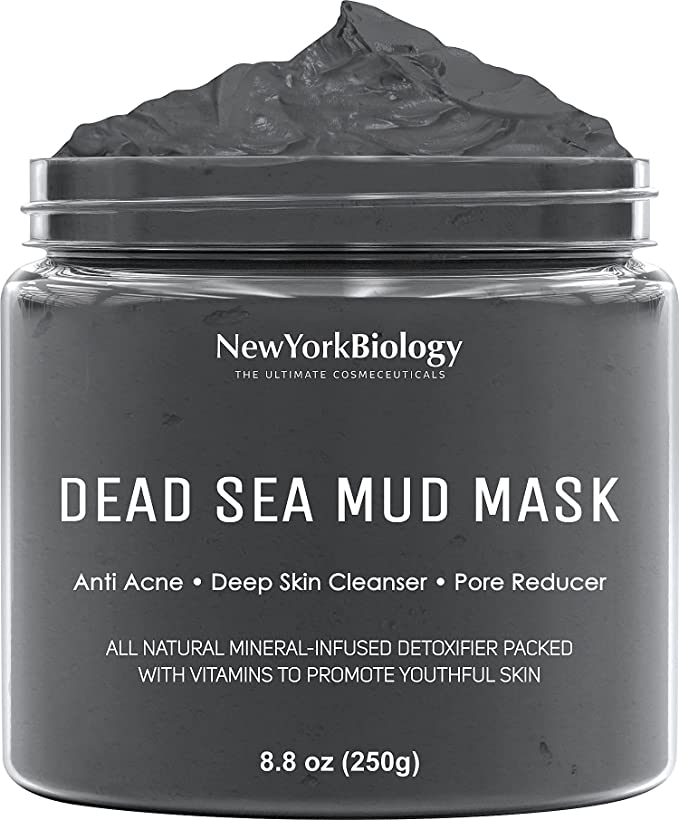 NewYorkBiology
THE ULTIMATE COSMECEUTICALS
DEAD SEA MUD MASK
Anti Acne • Deep Skin Cleanser • Pore Reducer
ALL NATURAL MINERAL-INFUSED DETOXIFIER PACKED
WITH VITAMINS TO PROMOTE YOUTHFUL SKIN
8.8 oz (250g)